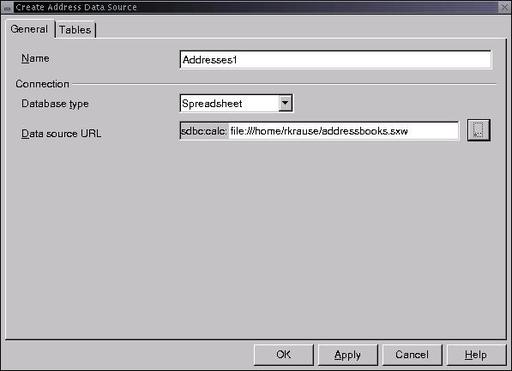 Create Address Data Source
General Tables
Name Addresses1
Connection
Database type Spreadsheet
Data source URL sdbc:calc: file:///home/rkrause/addressbooks.sxw
OK Apply Cancel Help